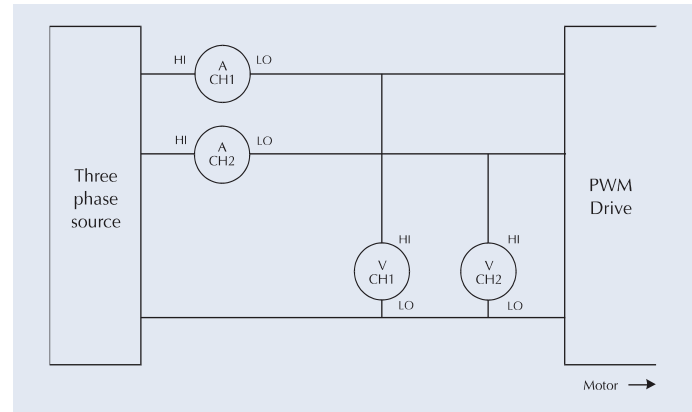 HI
A
CH1
LO
HI
A
CH2
LO
Three
phase
source
PWM
Drive
HI
V
CH1
LO
HI
V
CH2
LO
Motor